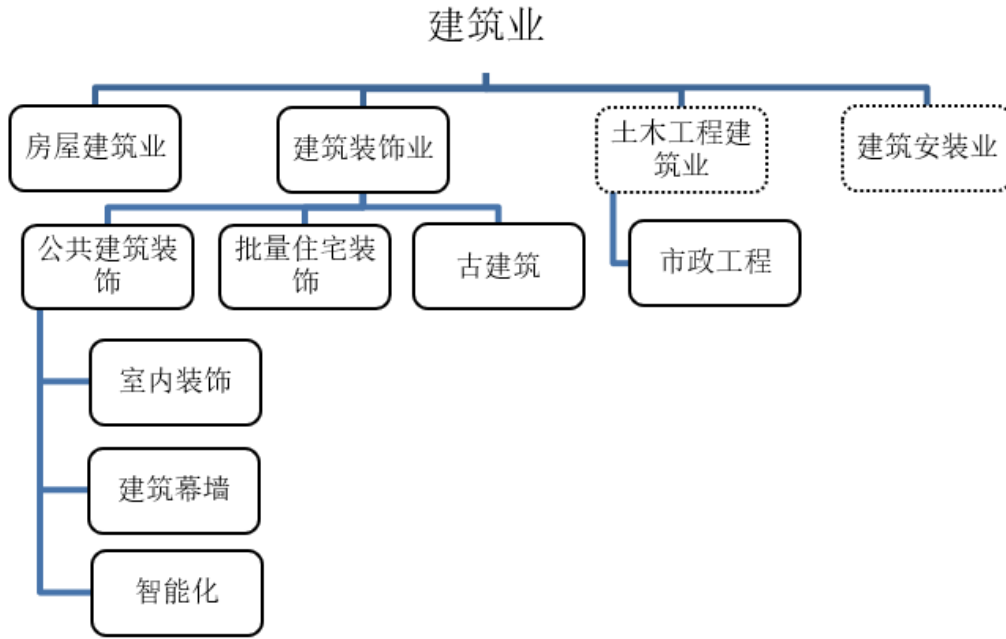 建筑业
房屋建筑业
建筑装饰业
土木工程建
筑业
建筑安装业
公共建筑装
饰
批量住宅装
饰
古建筑
市政工程
室内装饰
建筑幕墙
智能化